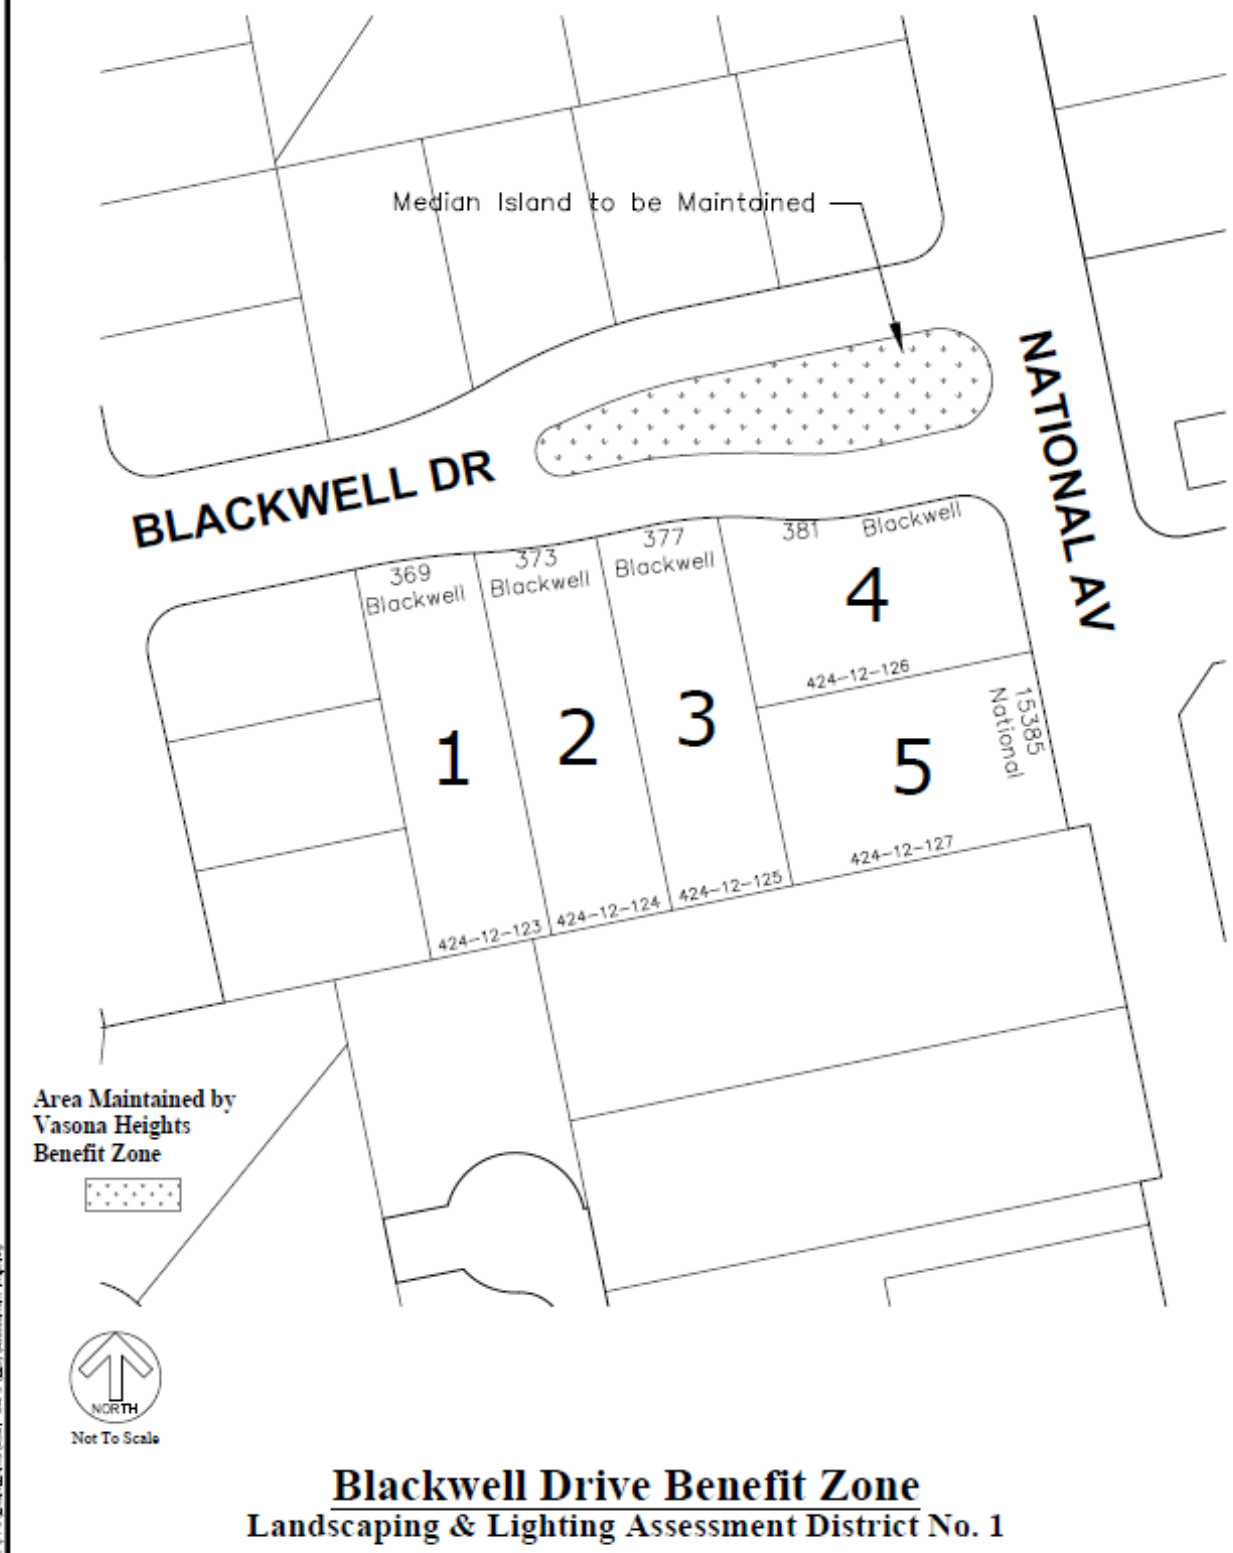 Median Island to be Maintained
NATIONAL AV
BLACKWELL DR
381 Blackwell
377
Blackwell
373
Blackwell
369
Blackwell
4
424-12-126
15385
National
3
2
1
5
424-12-127
424-12-125
424-12-124
424-12-123
Area Maintained by
Vasona Heights
Benefit Zone
NORTH
Not To Scale
Blackwell Drive Benefit Zone
Landscaping & Lighting Assessment District No. 1